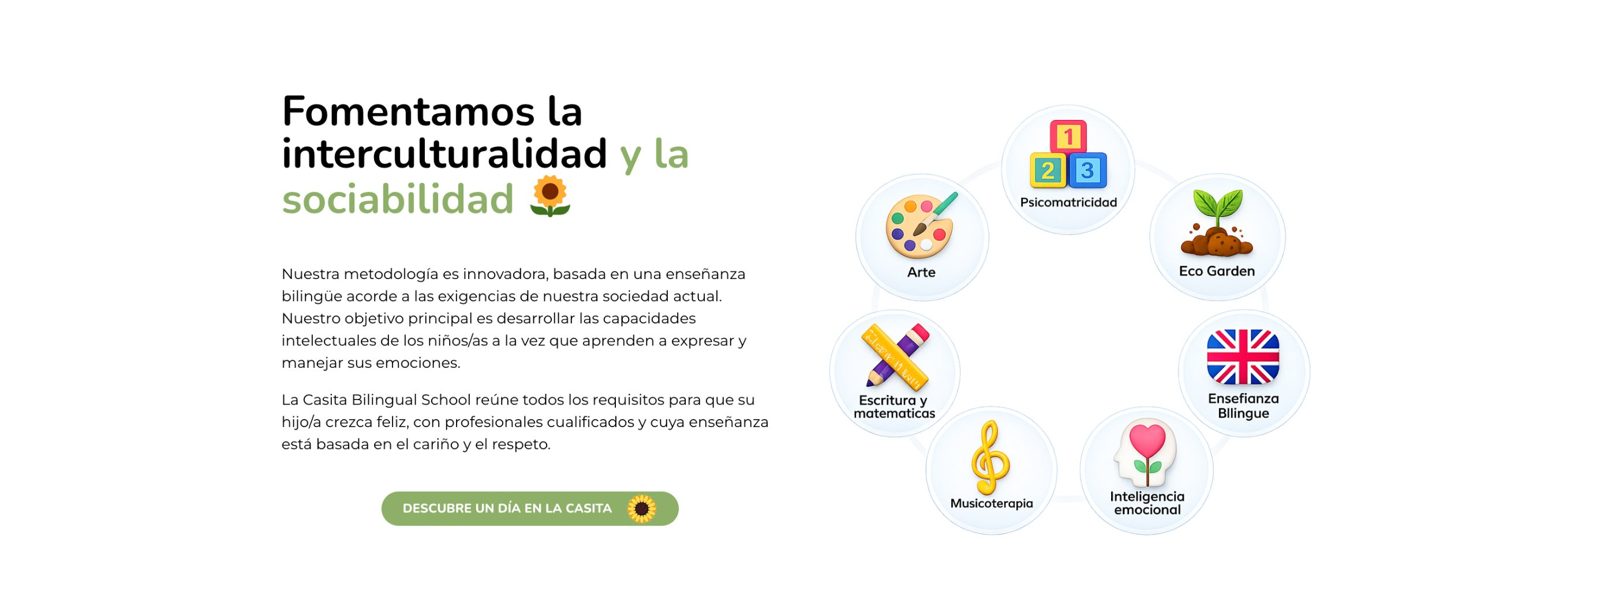 Fomentamos la
interculturalidad y la
sociabilidad
Nuestra metodología es innovadora, basada en una enseñanza
bilingüe acorde a las exigencias de nuestra sociedad actual.
Nuestro objetivo principal es desarrollar las capacidades
intelectuales de los niños/as a la vez que aprenden a expresar y
manejar sus emociones.
La Casita Bilingual School reúne todos los requisitos para que su
hijo/a crezca feliz, con profesionales cualificados y cuya enseñanza
está basada en el cariño y el respeto.
DESCUBRE UN DÍA EN LA CASITA
1
2 3
Psicomatricidad
Arte
Eco Garden
Escritura y
matematicas
Ensefianza
Bllingue
Musicoterapia
Inteligencia
emocional